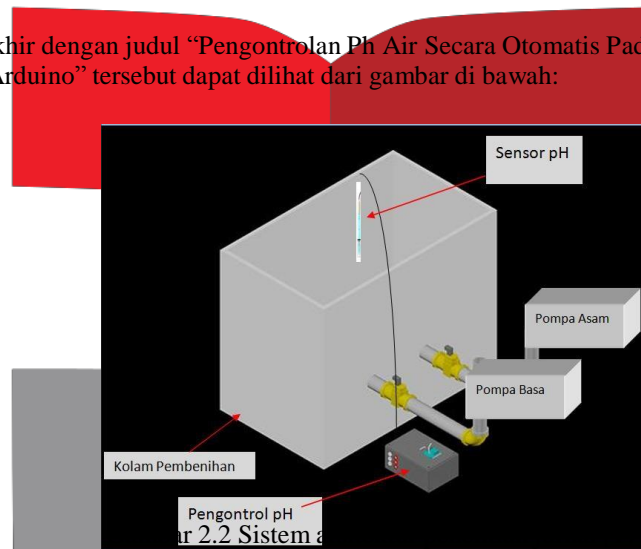 khir dengan judul “Pengontrolan Ph Air Secara Otomatis Pad
Arduino” tersebut dapat dilihat dari gambar di bawah:
Sensor pH
Pompa Asam
Pompa Basa
Kolam Pembenihan
Pengontrol pH
ar 2.2 Sistem a